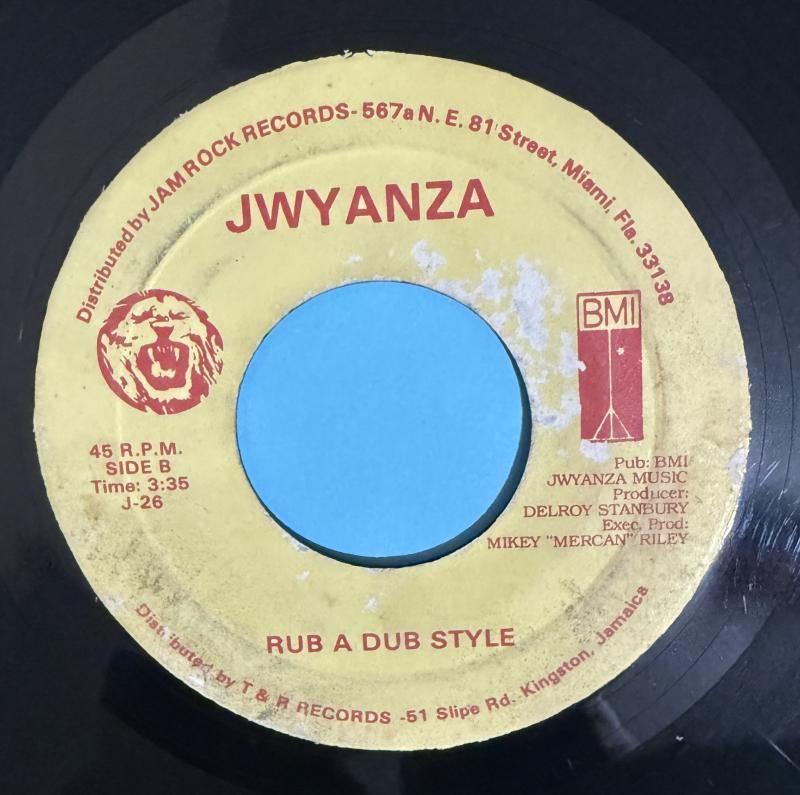 Distributed by JAM ROCK RECORDS- 567a N. E. 81 Street, Miami, Fla. 33138
JWYANZA
BMI
45 R.P.M.
SIDE B
Time: 3:35
J-26
Pub: BMI
JWYANZA MUSIC
Producer:
DELROY STANBURY
Exec. Prod:
MIKEY "MERCAN" RILEY
RUB A DUB STYLE
Distributed by T & R RECORDS -51 Slipe Rd. Kingston, Jamaica